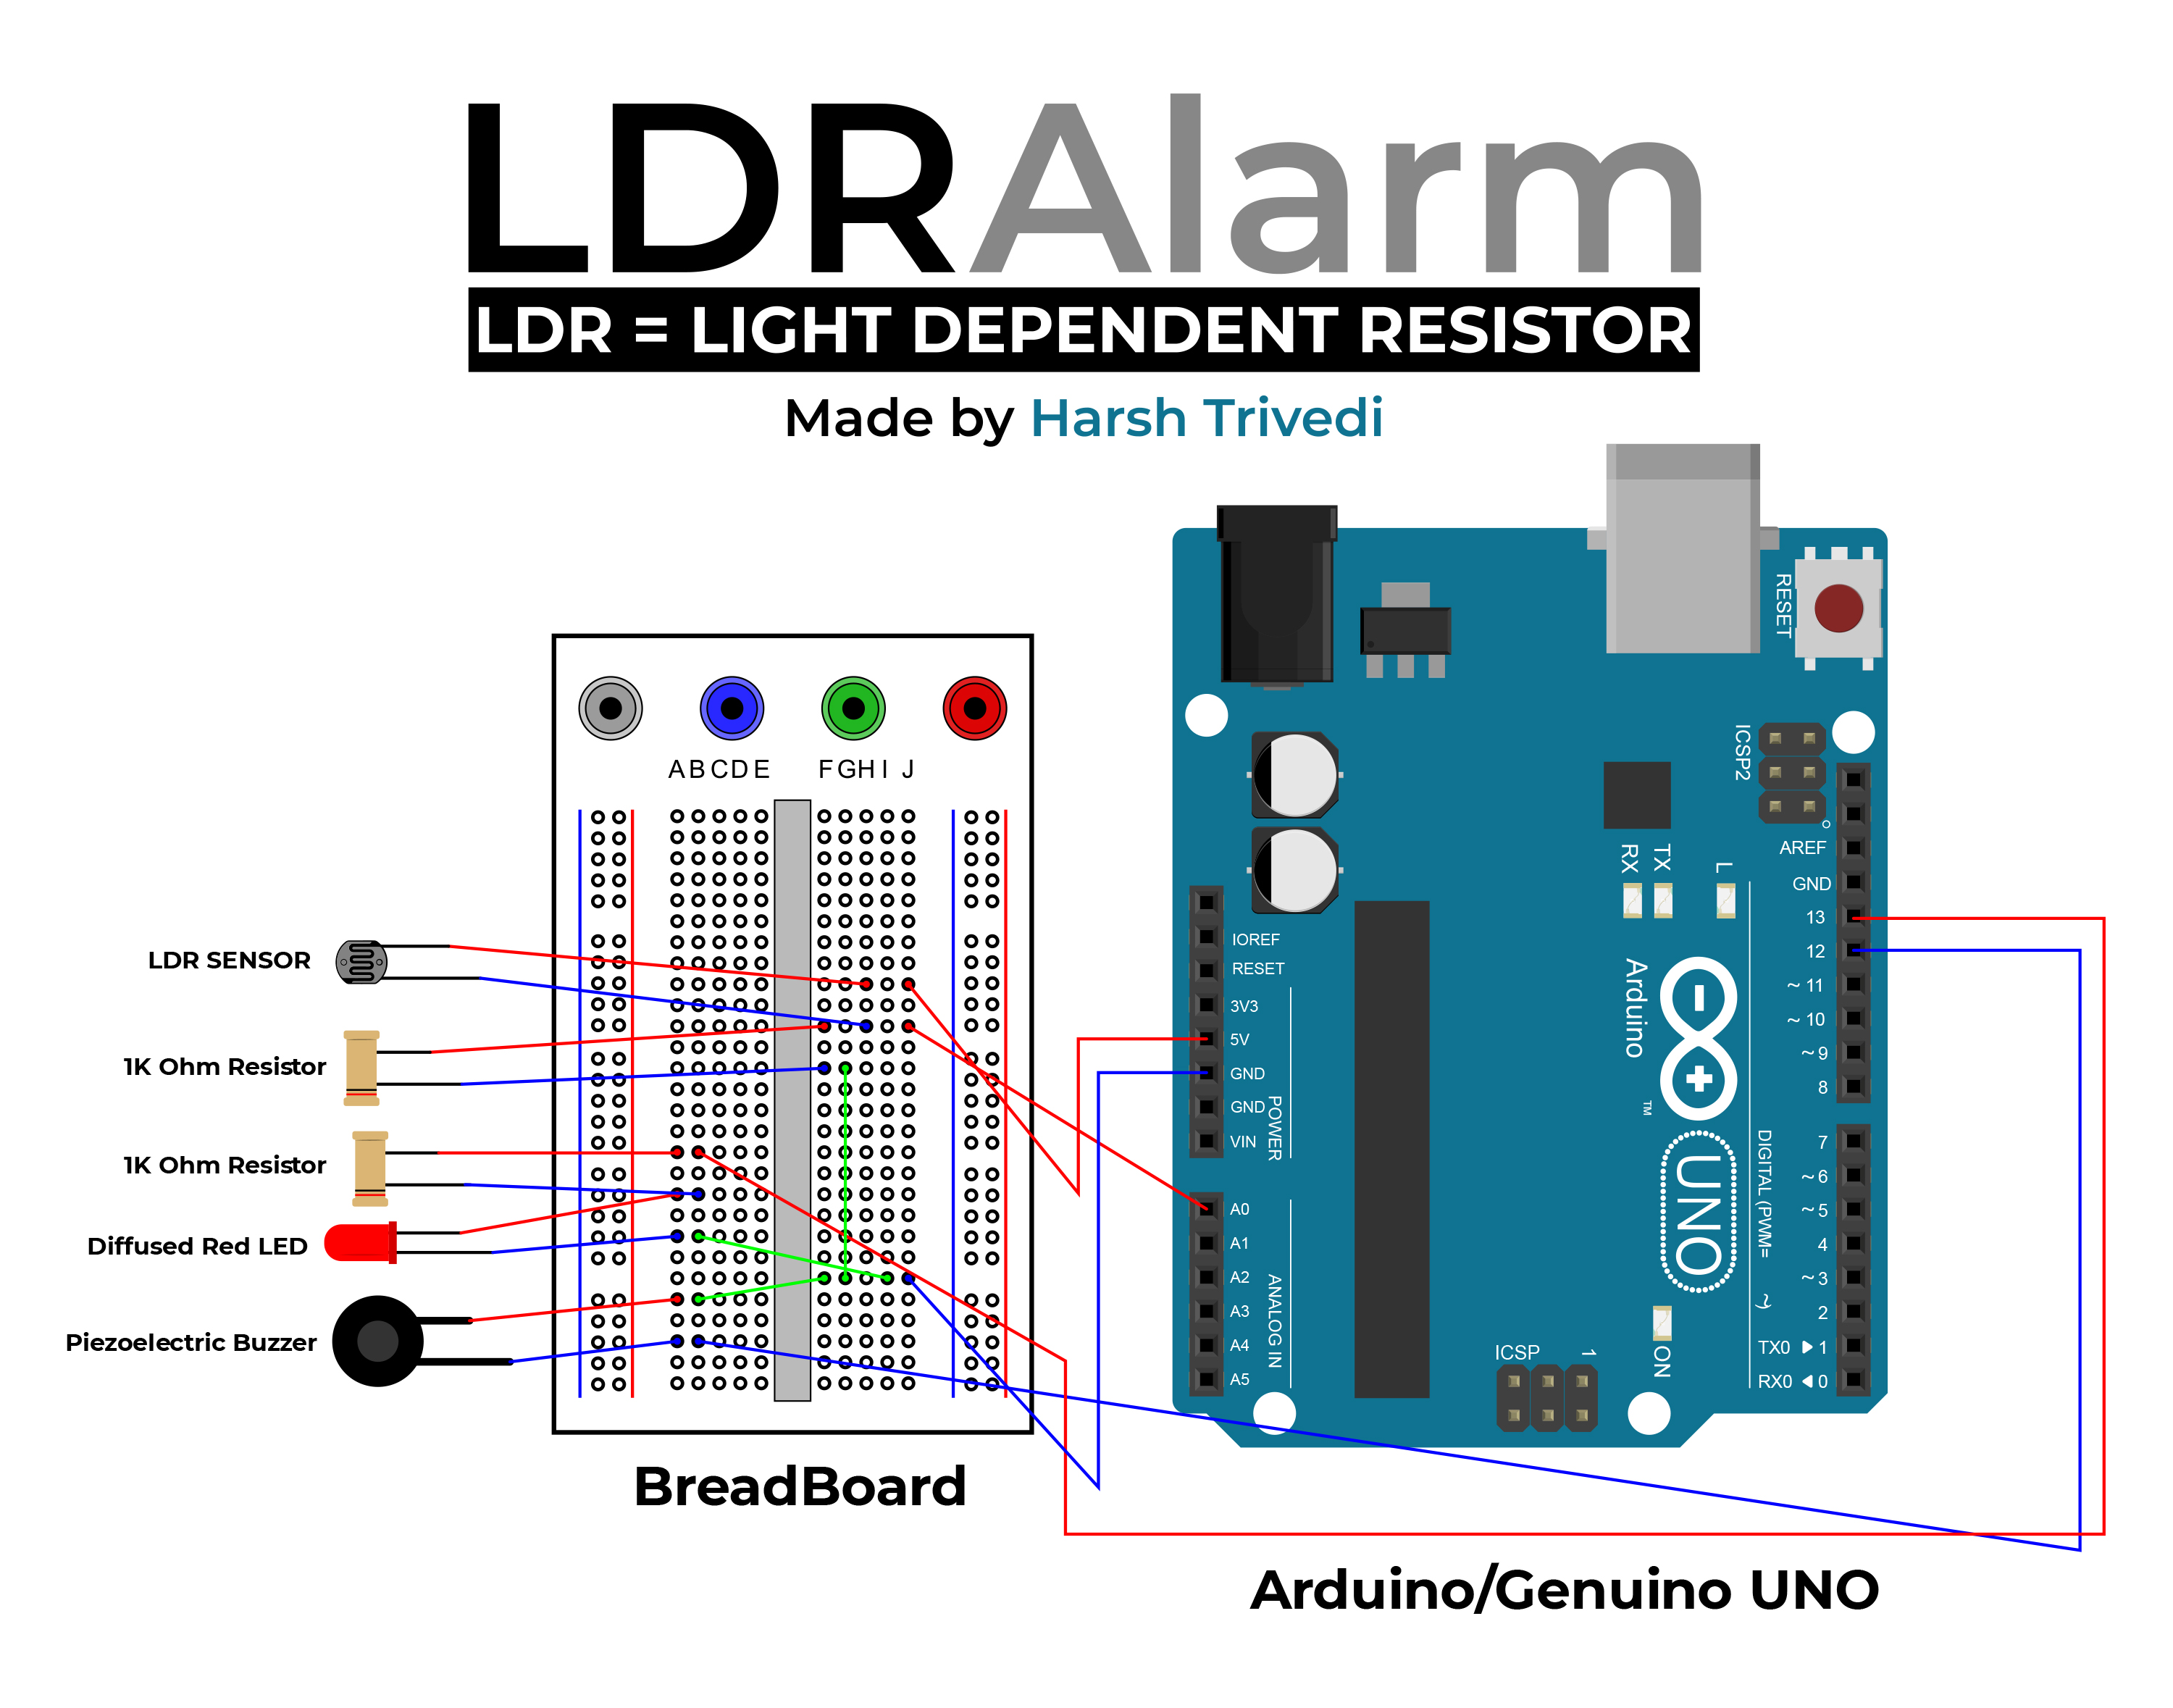 LDRAlarm
LDR = LIGHT DEPENDENT RESISTOR
Made by Harsh Trivedi
LDR SENSOR
1K Ohm Resistor
1K Ohm Resistor
Diffused Red LED
Piezoelectric Buzzer
ABCDE
FGHI J
BreadBoard
RESET
ICSP2
AREF
GND
13
12
~ 11
~ 10
~ 9
8
7
~ 6
~ 5
4
~ 3
2
TX0 ▶ 1
RX0 ◀ 0
RX
TX
L
Arduino
TM
UNO
DIGITAL (PWM= ~)
IOREF
RESET
3V3
5V
GND
GND
VIN
POWER
A0
A1
A2
A3
A4
A5
ANALOG IN
ICSP
1
ON
Arduino/Genuino UNO